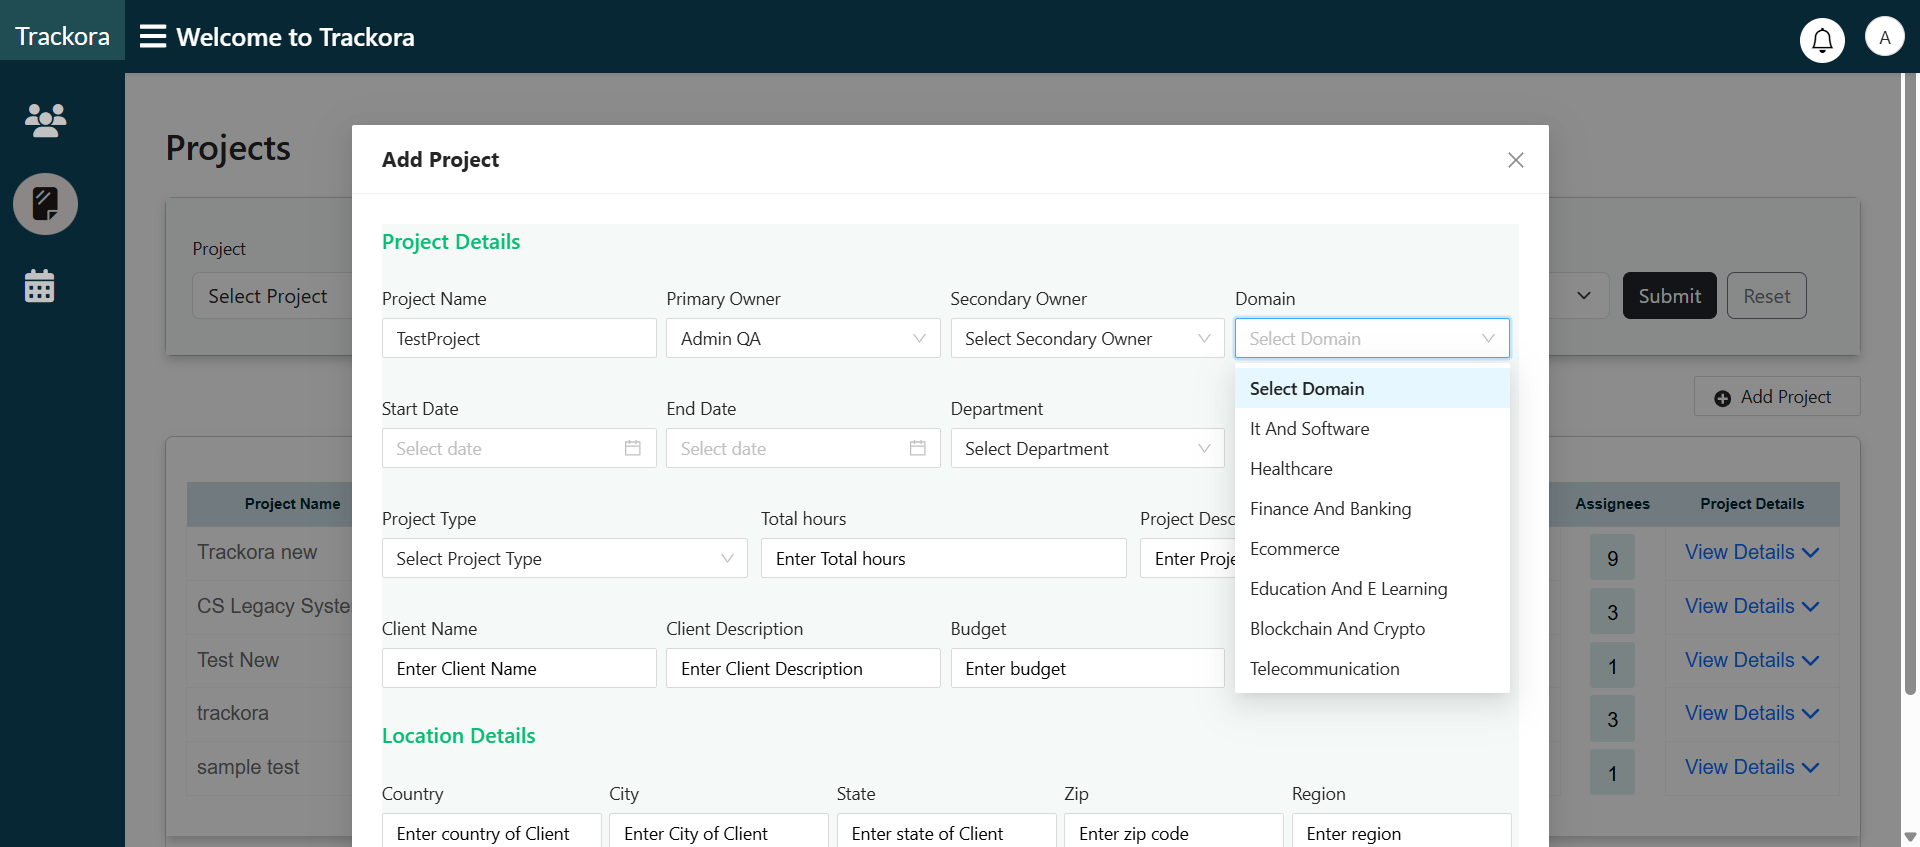 Trackora
Welcome to Trackora
A
Projects
Project
Select Project
Submit
Reset
Add Project
Project Name
Assignees
Project Details
Trackora new
9
View Details
CS Legacy Syste
3
View Details
Test New
1
View Details
trackora
3
View Details
sample test
1
View Details
Add Project
Project Details
Project Name
Primary Owner
Secondary Owner
Domain
TestProject
Admin QA
Select Secondary Owner
Select Domain
Select Domain
It And Software
Healthcare
Finance And Banking
Ecommerce
Education And E Learning
Blockchain And Crypto
Telecommunication
Start Date
End Date
Department
Select date
Select date
Select Department
Project Type
Total hours
Project Desc
Select Project Type
Enter Total hours
Enter Proje
Client Name
Client Description
Budget
Enter Client Name
Enter Client Description
Enter budget
Location Details
Country
City
State
Zip
Region
Enter country of Client
Enter City of Client
Enter state of Client
Enter zip code
Enter region